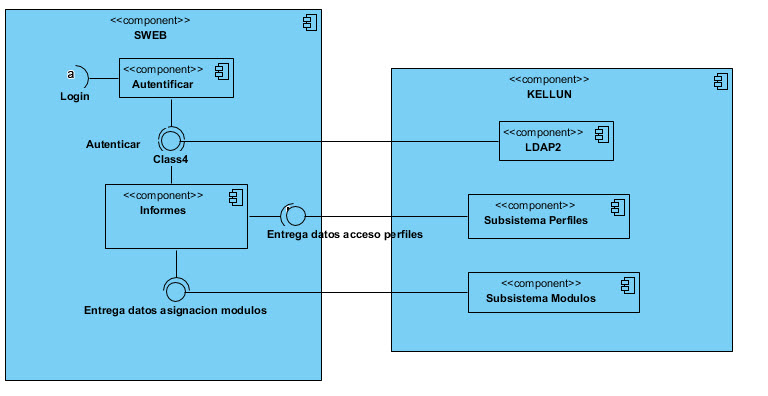 <<component>>
SWEB
a
Login
<<component>>
Autentificar
Autenticar
Class4
<<component>>
Informes
Entrega datos acceso perfiles
Entrega datos asignacion modulos
<<component>>
KELLUN
<<component>>
LDAP2
<<component>>
Subsistema Perfiles
<<component>>
Subsistema Modulos